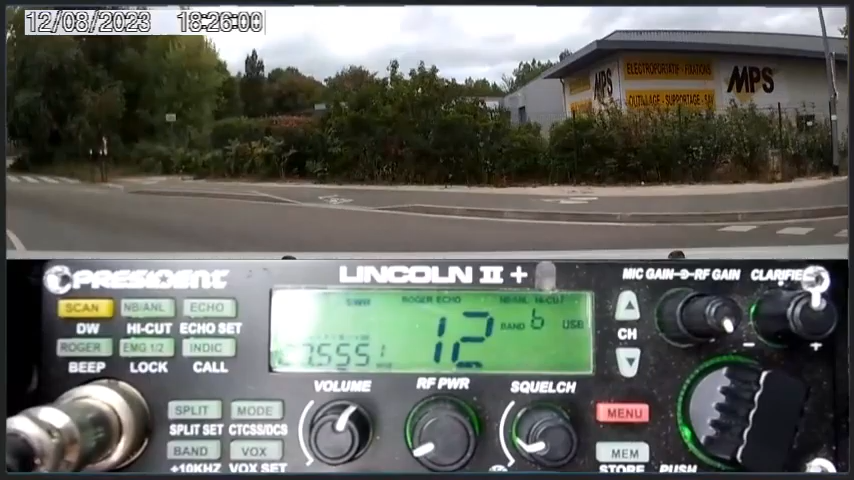 12/08/2023 18:26:00
ELECTROPORTATIF - FIXATIONS
MPS
MPS
OUTILLAGE SUPPORTAGE - SAV
PRESIDENT
LINCOLN II +
MIC GAIN RF GAIN
CLARIFIER
SCAN
NB/ANL
ECHO
DW
HI-CUT
ECHO SET
ROGER
EMG 1/2
INDIC
BEEP
LOCK
CALL
ROGER ECHO
NB/ANL HI-CUT
12
BAND 6
USB
27.555
CH
VOLUME
RF PWR
SQUELCH
SPLIT
MODE
SPLIT SET
CTCSS/DCS
BAND
VOX
+10KHZ
VOX SET
MENU
MEM
STORE
PUSH